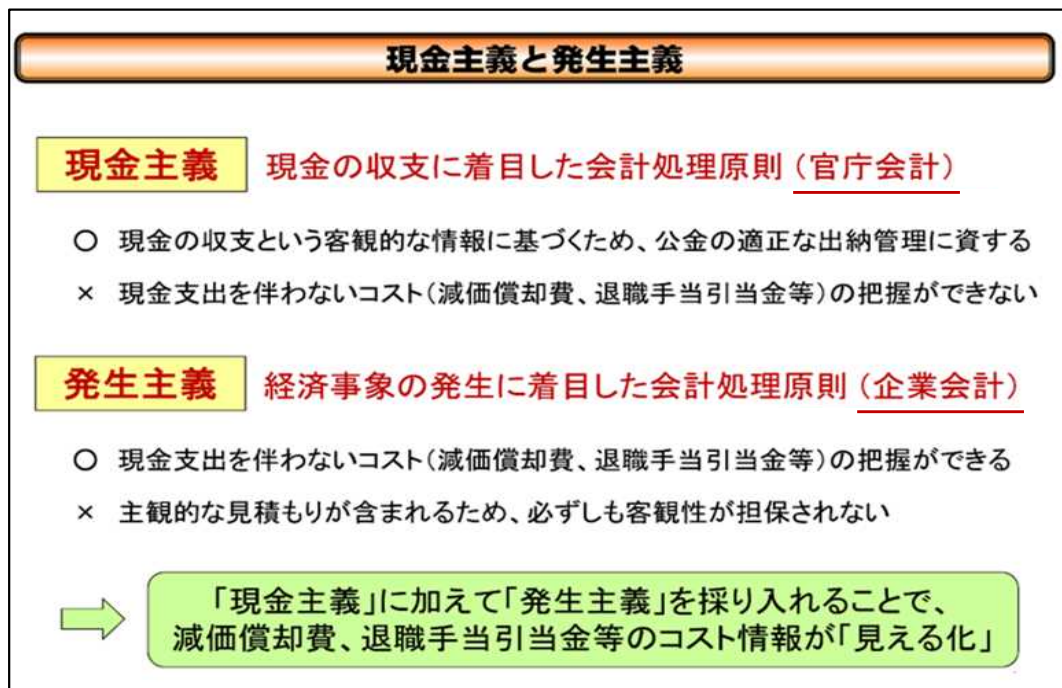 現金主義と発生主義
現金主義 現金の収支に着目した会計処理原則(官庁会計)
○ 現金の収支という客観的な情報に基づくため、公金の適正な出納管理に資する
× 現金支出を伴わないコスト(減価償却費、退職手当引当金等)の把握ができない
発生主義 経済事象の発生に着目した会計処理原則(企業会計)
○ 現金支出を伴わないコスト(減価償却費、退職手当引当金等)の把握ができる
× 主観的な見積もりが含まれるため、必ずしも客観性が担保されない
「現金主義」に加えて「発生主義」を採り入れることで、
減価償却費、退職手当引当金等のコスト情報が「見える化」